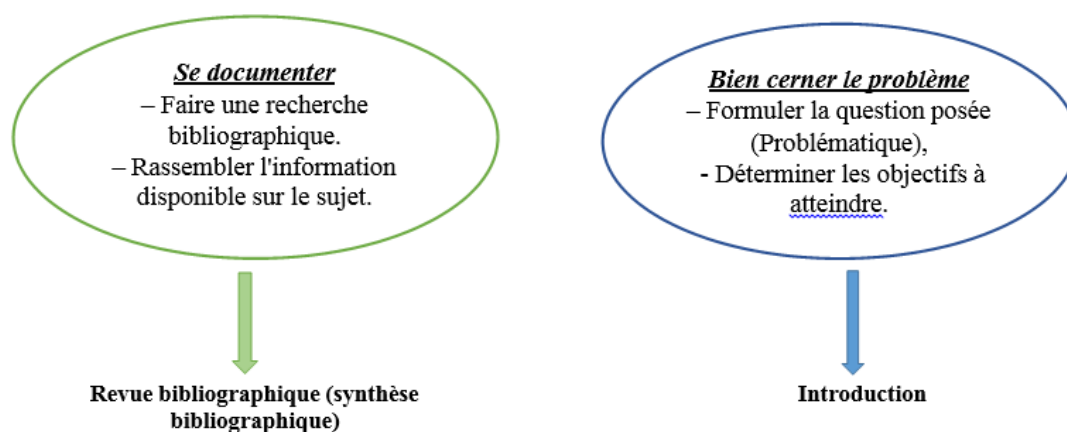 Se documenter
– Faire une recherche
bibliographique.
– Rassembler l'information
disponible sur le sujet.
Revue bibliographique (synthèse
bibliographique)
Bien cerner le problème
– Formuler la question posée
(Problématique),
- Déterminer les objectifs à
atteindre.
Introduction